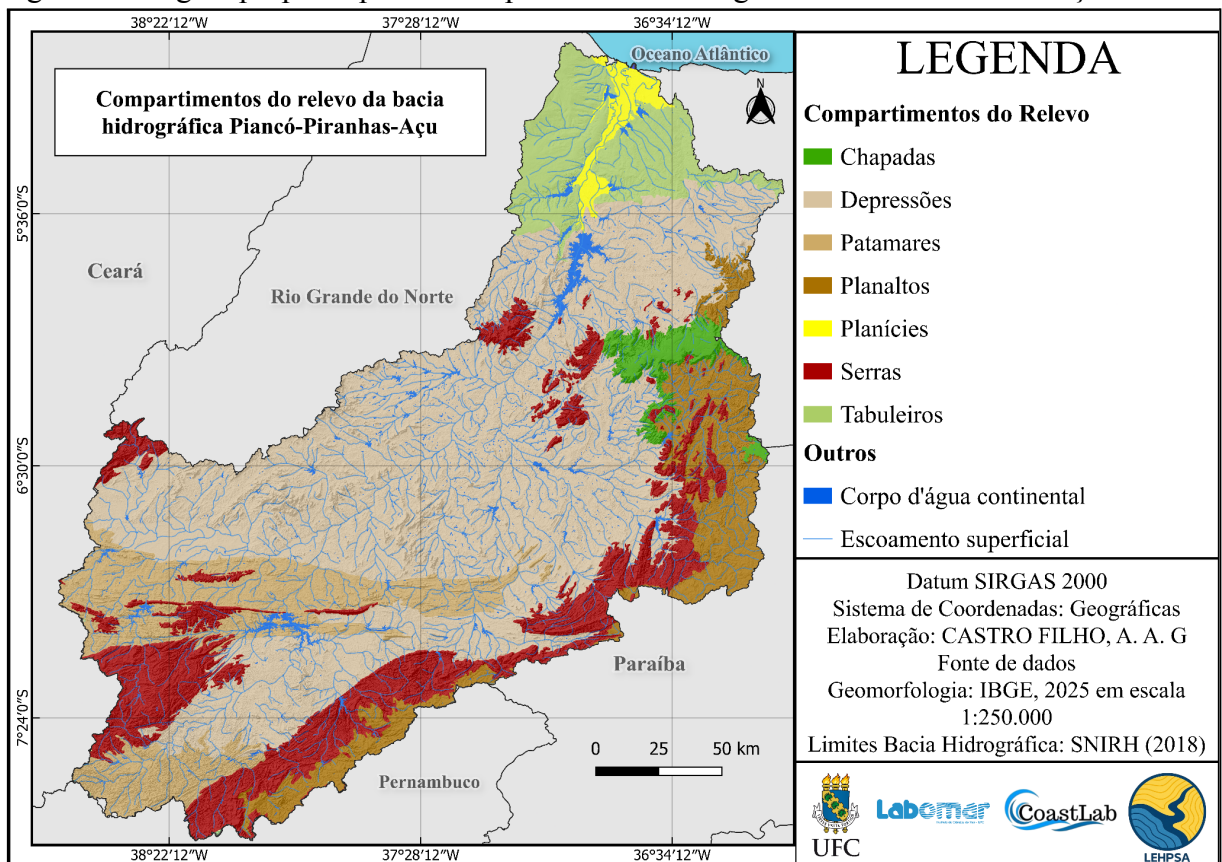 38°22'12"W 37°28'12"W 36°34'12"W
Compartimentos do relevo da bacia
hidrográfica Piancó-Piranhas-Açu
Oceano Atlântico
N
5°36'0"S
Ceará
Rio Grande do Norte
6°30'0"S
Paraíba
7°24'0"S
0 25 50 km
Pernambuco
38°22'12"W 37°28'12"W 36°34'12"W
LEGENDA
Compartimentos do Relevo
Chapadas
Depressões
Patamares
Planaltos
Planícies
Serras
Tabuleiros
Outros
Corpo d'água continental
Escoamento superficial
Datum SIRGAS 2000
Sistema de Coordenadas: Geográficas
Elaboração: CASTRO FILHO, A. A. G
Fonte de dados
Geomorfologia: IBGE, 2025 em escala
1:250.000
Limites Bacia Hidrográfica: SNIRH (2018)
UFC
Labomar
CoastLab
LEHPSA